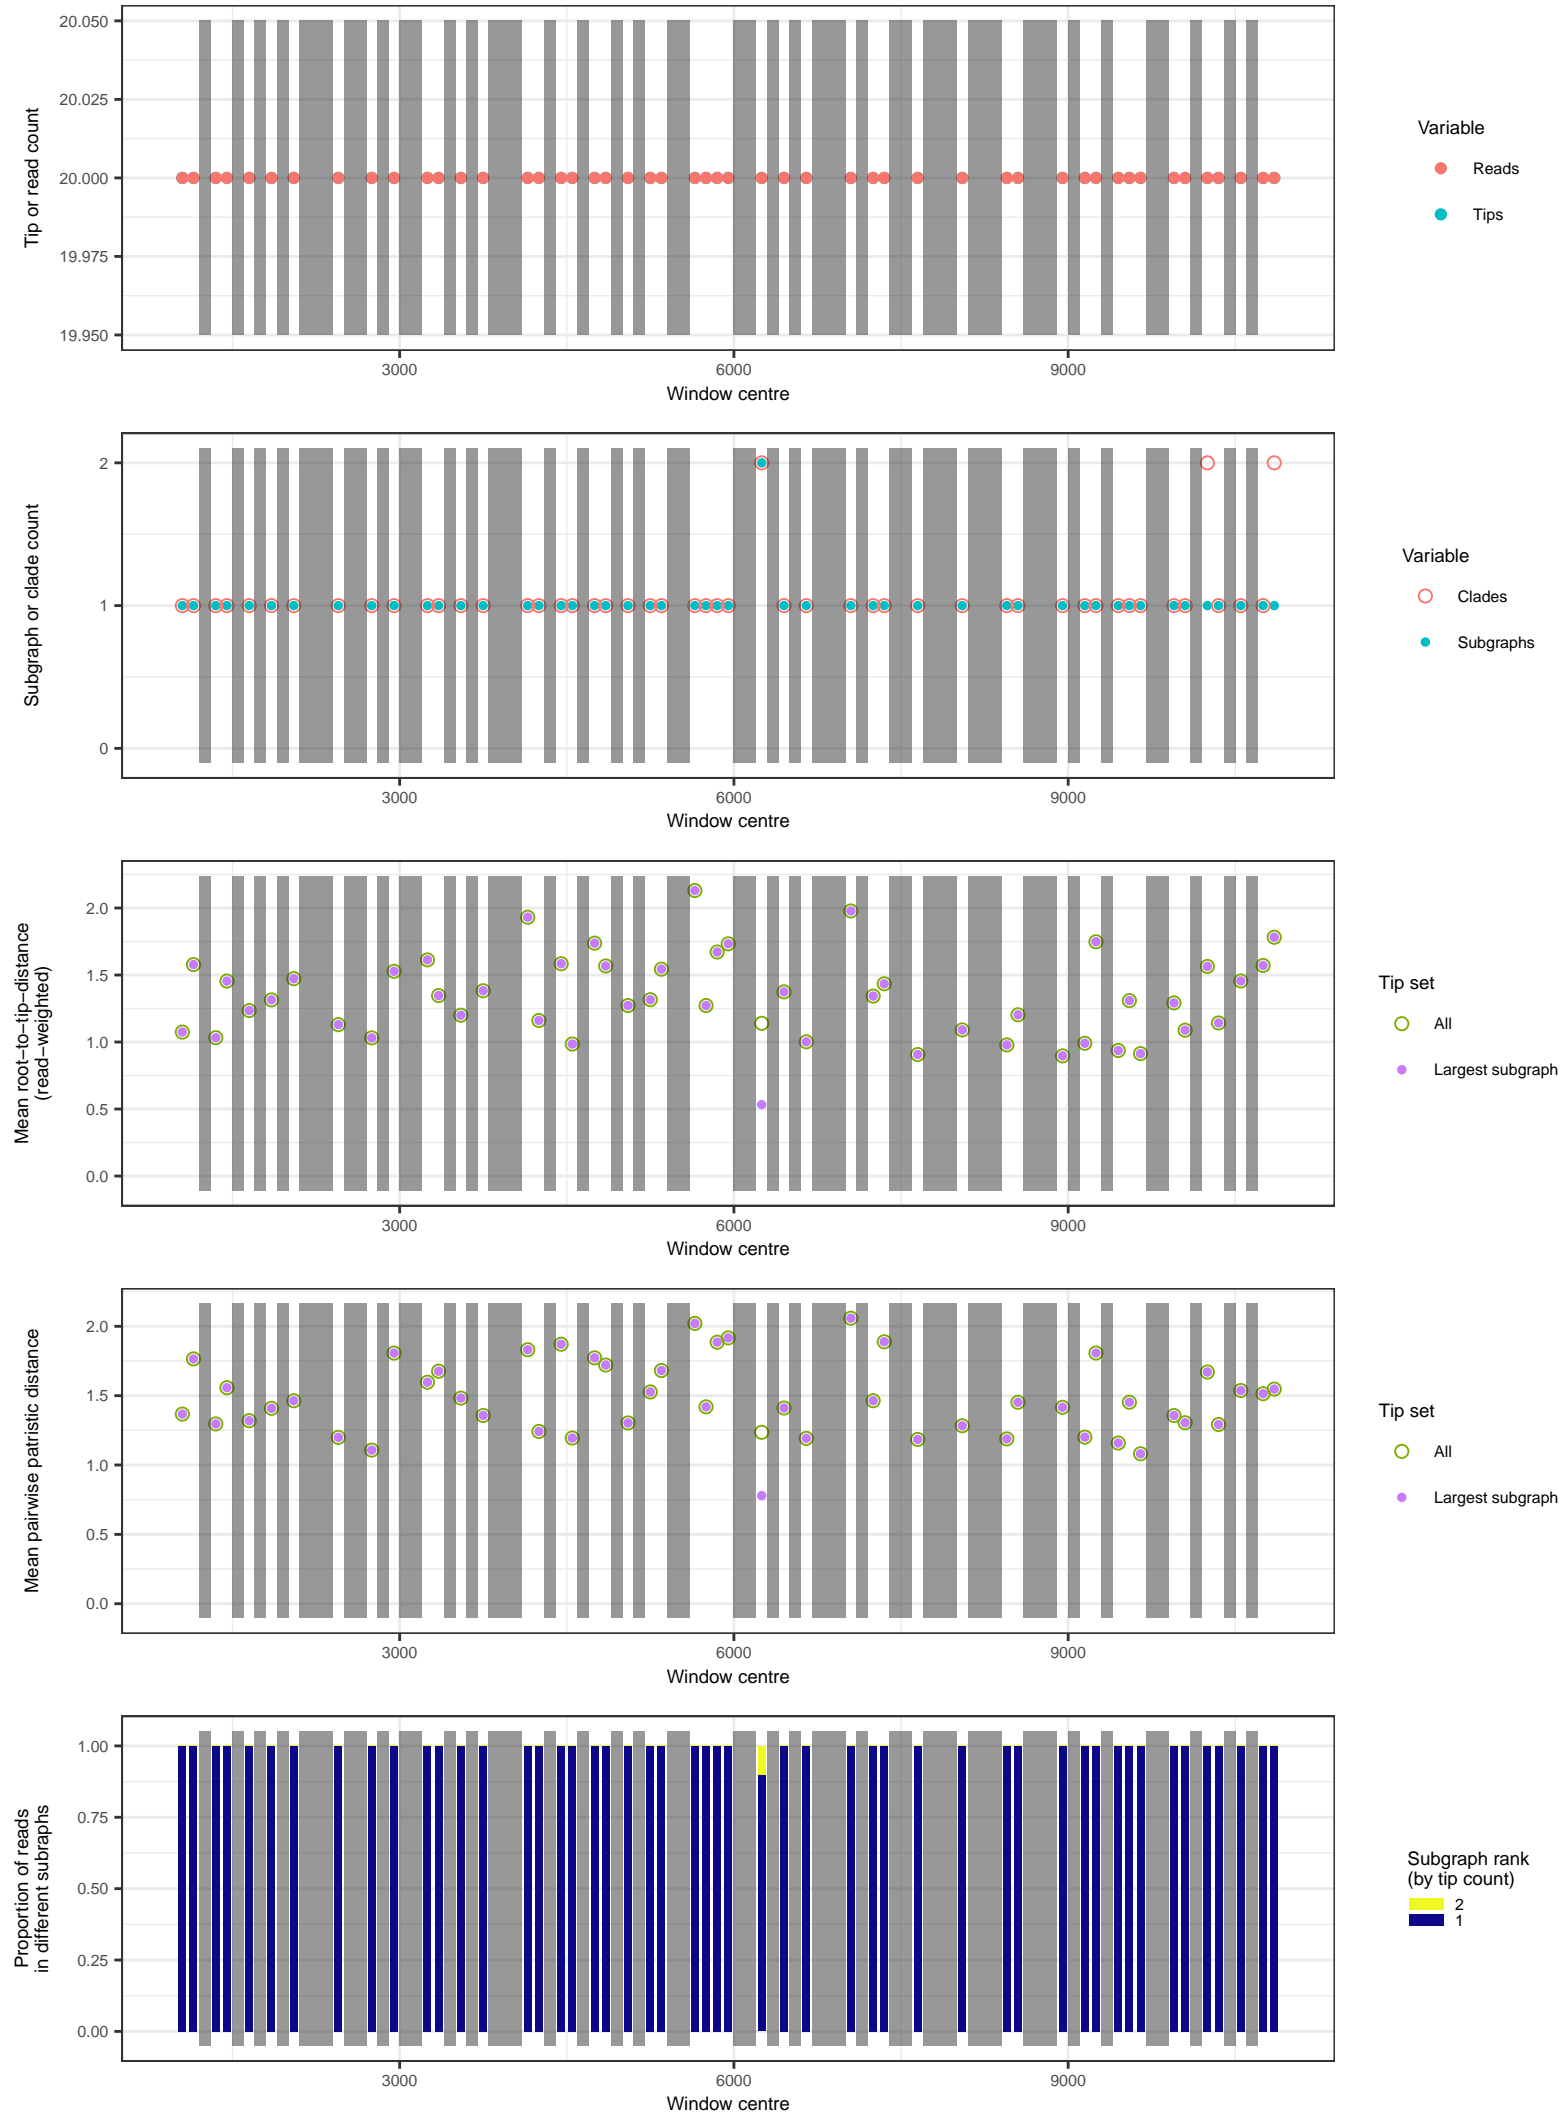 20.050
20.025
20.000
19.975
19.950
Tip or read count
3000
6000
9000
Window centre
Variable
Reads
Tips
2
1
0
Subgraph or clade count
3000
6000
9000
Window centre
Variable
Clades
Subgraphs
2.0
1.5
1.0
0.5
0.0
Mean root−to−tip−distance
(read−weighted)
3000
6000
9000
Window centre
Tip set
All
Largest subgraph
2.0
1.5
1.0
0.5
0.0
Mean pairwise patristic distance
3000
6000
9000
Window centre
Tip set
All
Largest subgraph
1.00
0.75
0.50
0.25
0.00
Proportion of reads
in different subraphs
3000
6000
9000
Window centre
Subgraph rank
(by tip count)
2
1